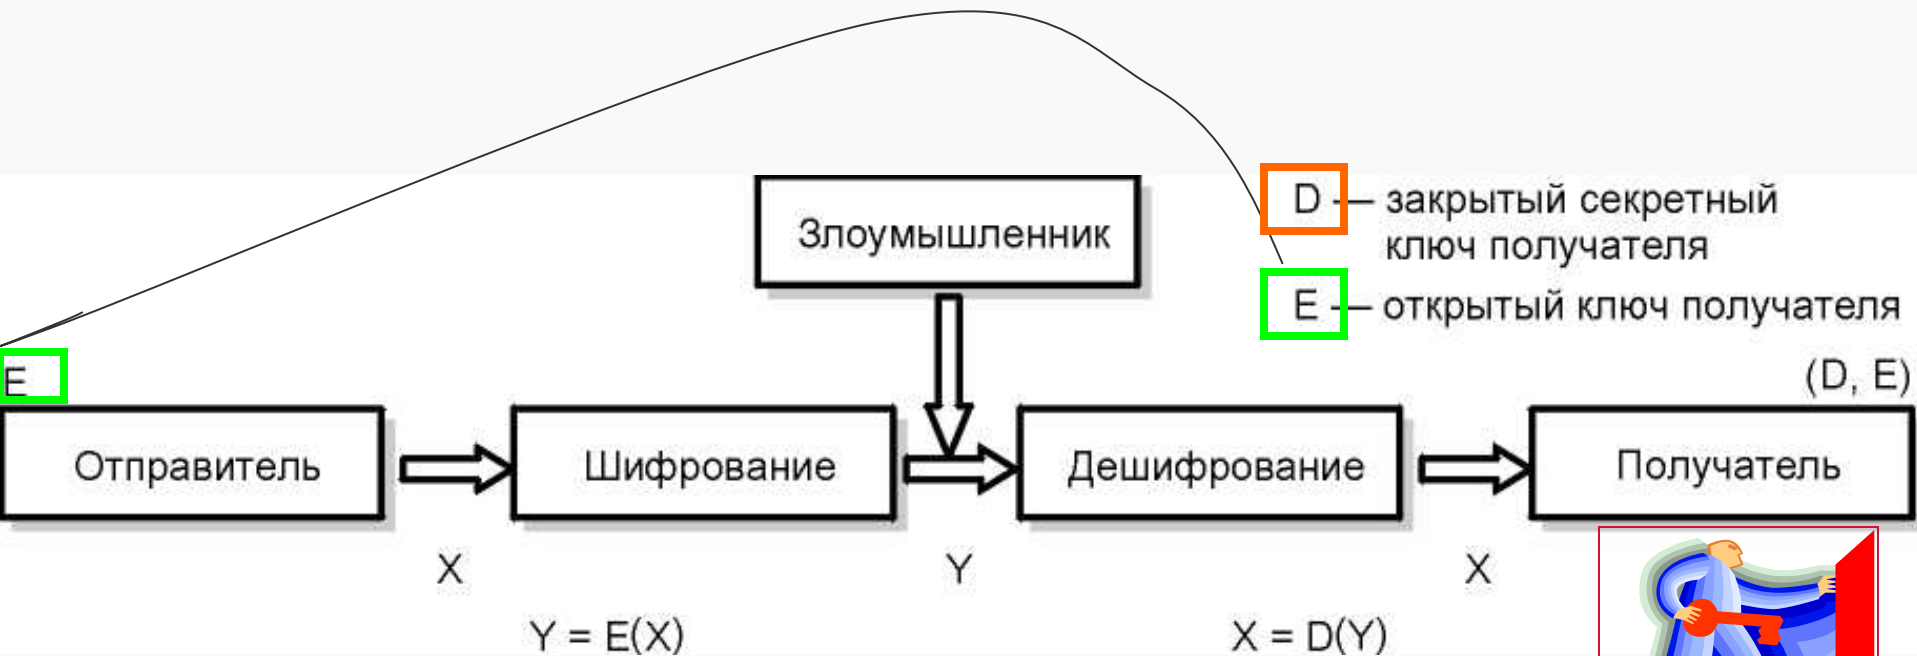 Злоумышленник
D — закрытый секретный
ключ получателя
E — открытый ключ получателя
E
(D, E)
Отправитель
Шифрование
Дешифрование
Получатель
X
Y
X
Y = E(X)
X = D(Y)